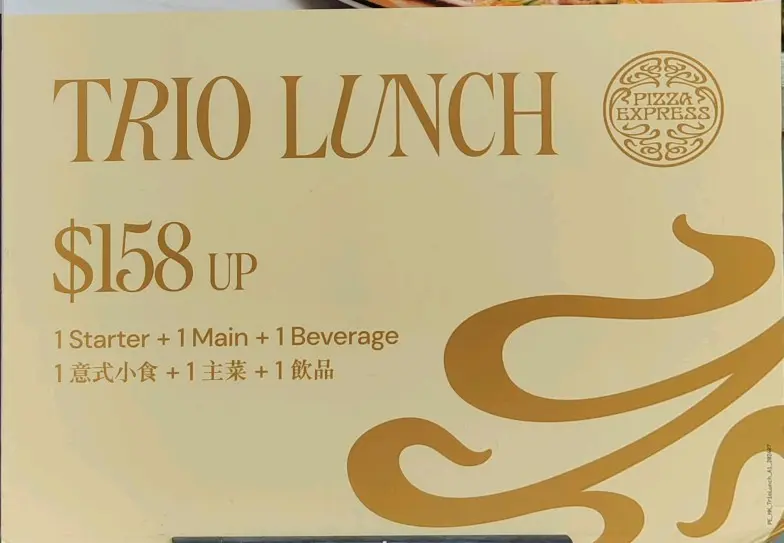 TRIO LUNCH
PIZZA
EXPRESS
$158 UP
1 Starter + 1 Main + 1 Beverage
1 意式小食 + 1 主菜 + 1 飲品